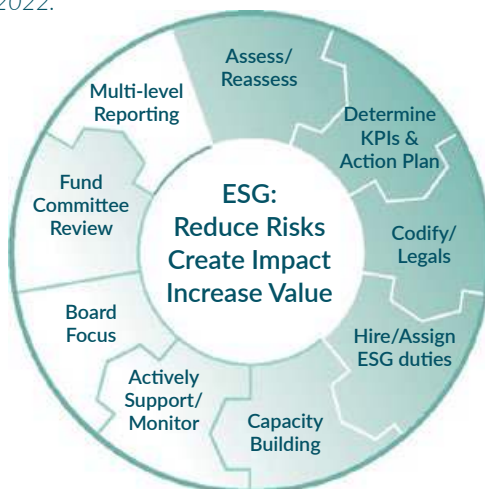 2022.
Assess/
Reassess
Determine
KPIs &
Action Plan
Codify/
Legals
Hire/Assign
ESG duties
Capacity
Building
Actively
Support/
Monitor
Board
Focus
Fund
Committee
Review
Multi-level
Reporting
ESG:
Reduce Risks
Create Impact
Increase Value